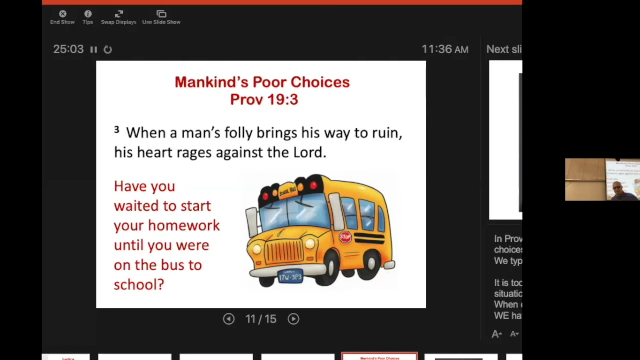 End Show
Tips
Swap Displays
Use Slide Show
25:03
11:36 AM
Next sli
Mankind's Poor Choices
Prov 19:3
3 When a man's folly brings his way to ruin,
his heart rages against the Lord.
Have you
waited to start
your homework
until you were
on the bus to
school?
STOP
11 / 15
In Prov
choices
We typ
It is too
situatio
When o
WE ha
A- A+
Mankind's Poor Choices